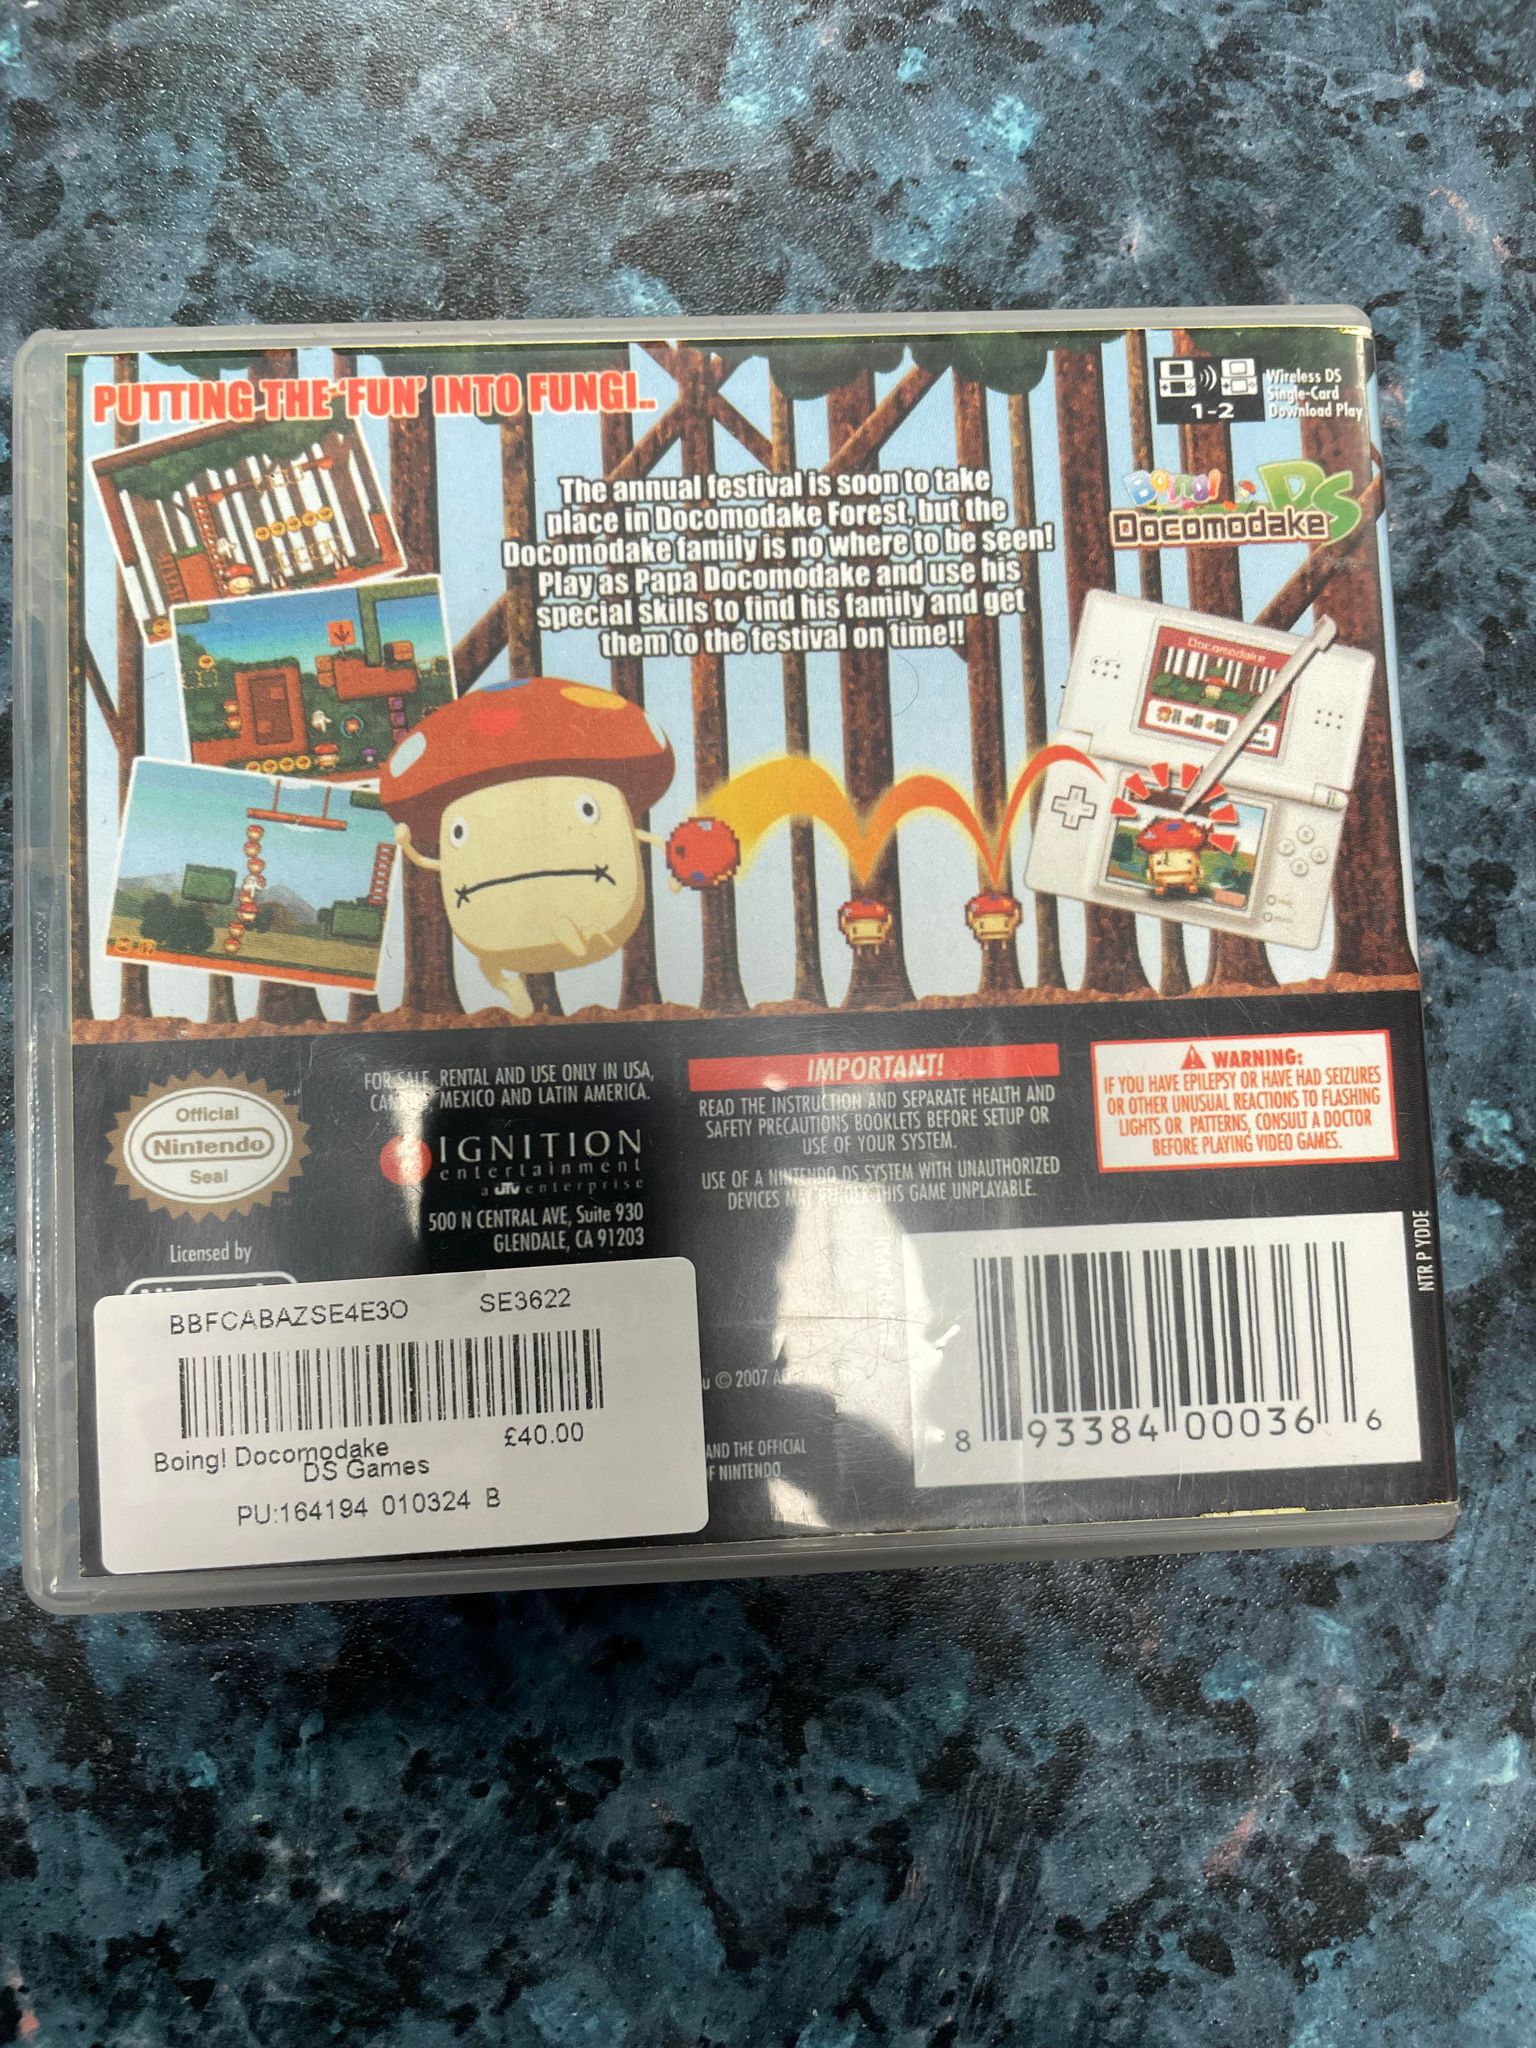 PUTTING THE 'FUN' INTO FUNGI..
1-2
Wireless DS
Single-Card
Download Play
The annual festival is soon to take
place in Docomodake Forest, but the
Docomodake family is no where to be seen!
Play as Papa Docomodake and use his
special skills to find his family and get
them to the festival on time!!
Boing!
Docomodake DS
Docomodake
Official
Nintendo
Seal
Licensed by
FOR SALE, RENTAL AND USE ONLY IN USA,
MEXICO AND LATIN AMERICA.
IGNITION
entertainment
a UTV enterprise
500 N CENTRAL AVE, Suite 930
GLENDALE, CA 91203
IMPORTANT!
READ THE INSTRUCTION AND SEPARATE HEALTH AND
SAFETY PRECAUTIONS BOOKLETS BEFORE SETUP OR
USE OF YOUR SYSTEM.
USE OF A NINTENDO DS SYSTEM WITH UNAUTHORIZED
DEVICES MAY RENDER THIS GAME UNPLAYABLE.
WARNING:
IF YOU HAVE EPILEPSY OR HAVE HAD SEIZURES
OR OTHER UNUSUAL REACTIONS TO FLASHING
LIGHTS OR PATTERNS, CONSULT A DOCTOR
BEFORE PLAYING VIDEO GAMES.
© 2007
AND THE OFFICIAL
NINTENDO
NTR P YDDE
8 93384 00036 6
BBFCABAZSE4E3O SE3622
Boing! Docomodake £40.00
DS Games
PU:164194 010324 B